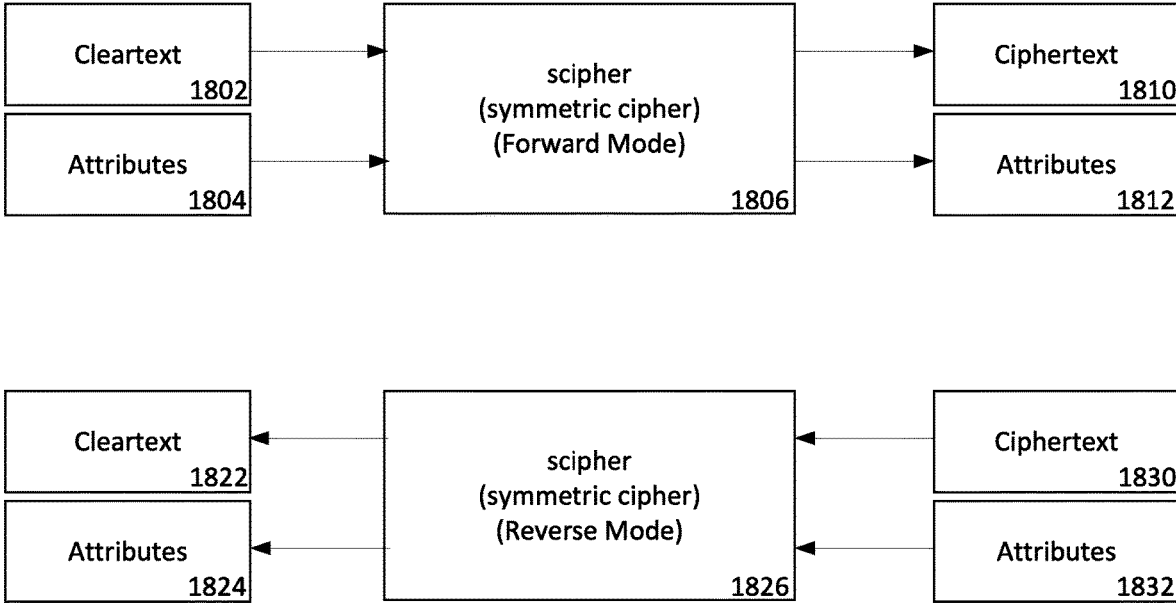 Cleartext
1802
Attributes
1804
scipher
(symmetric cipher)
(Forward Mode)
1806
Ciphertext
1810
Attributes
1812
Cleartext
1822
Attributes
1824
scipher
(symmetric cipher)
(Reverse Mode)
1826
Ciphertext
1830
Attributes
1832